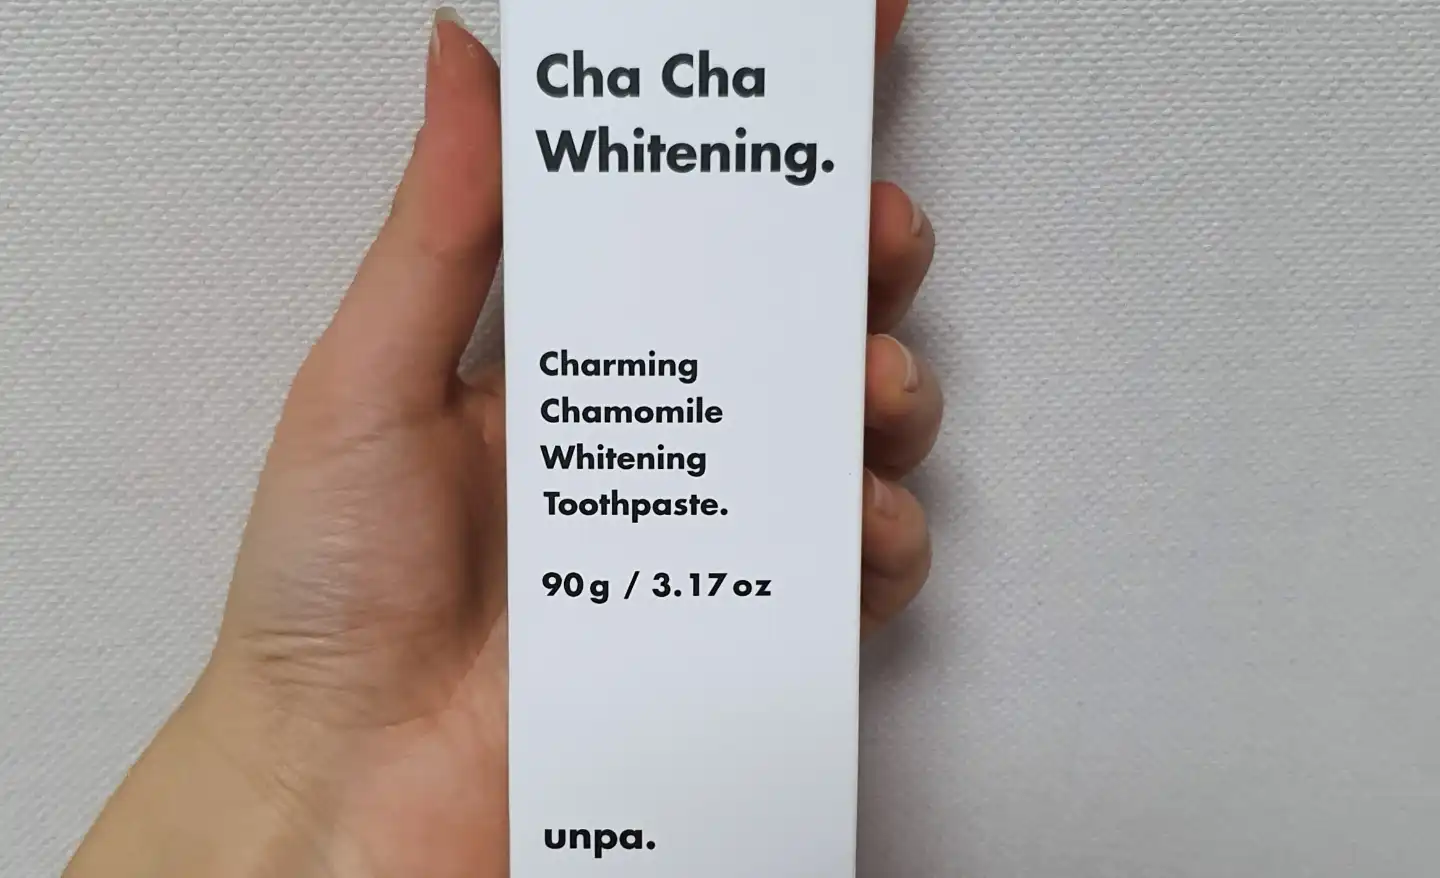 Cha Cha
Whitening.
Charming
Chamomile
Whitening
Toothpaste.
90g / 3.17oz
unpa.